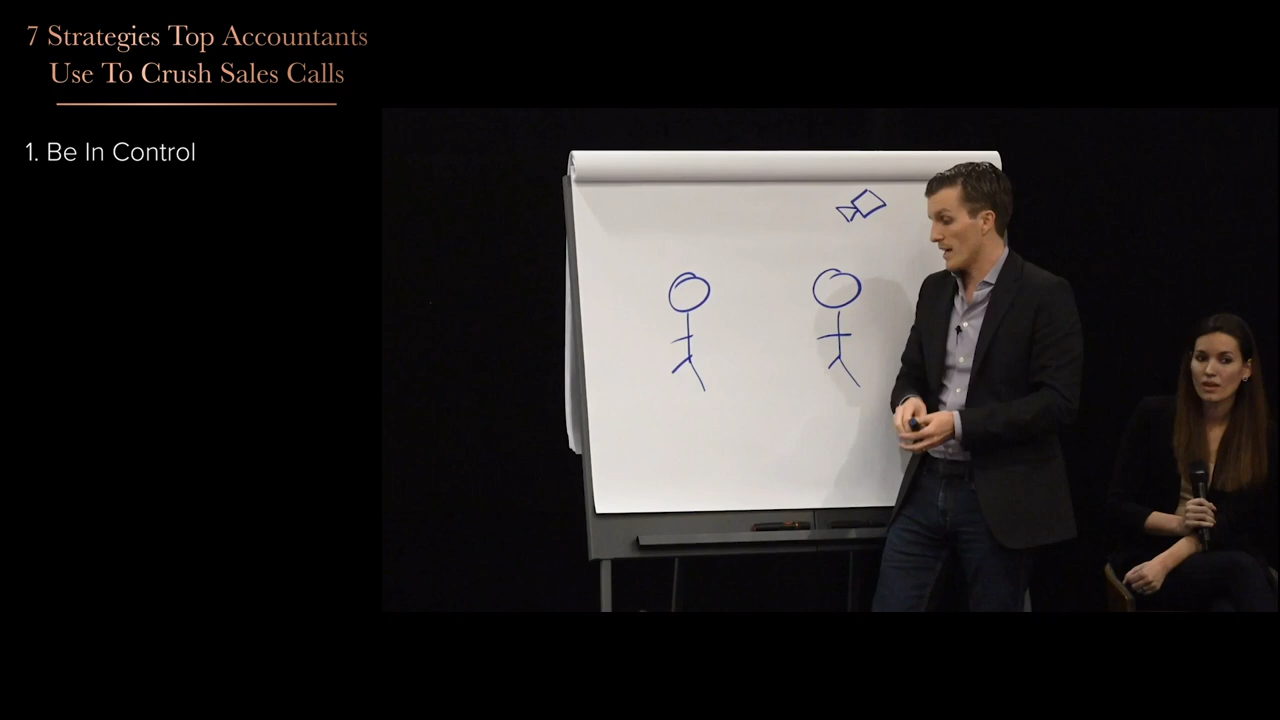 7 Strategies Top Accountants
Use To Crush Sales Calls
1. Be In Control